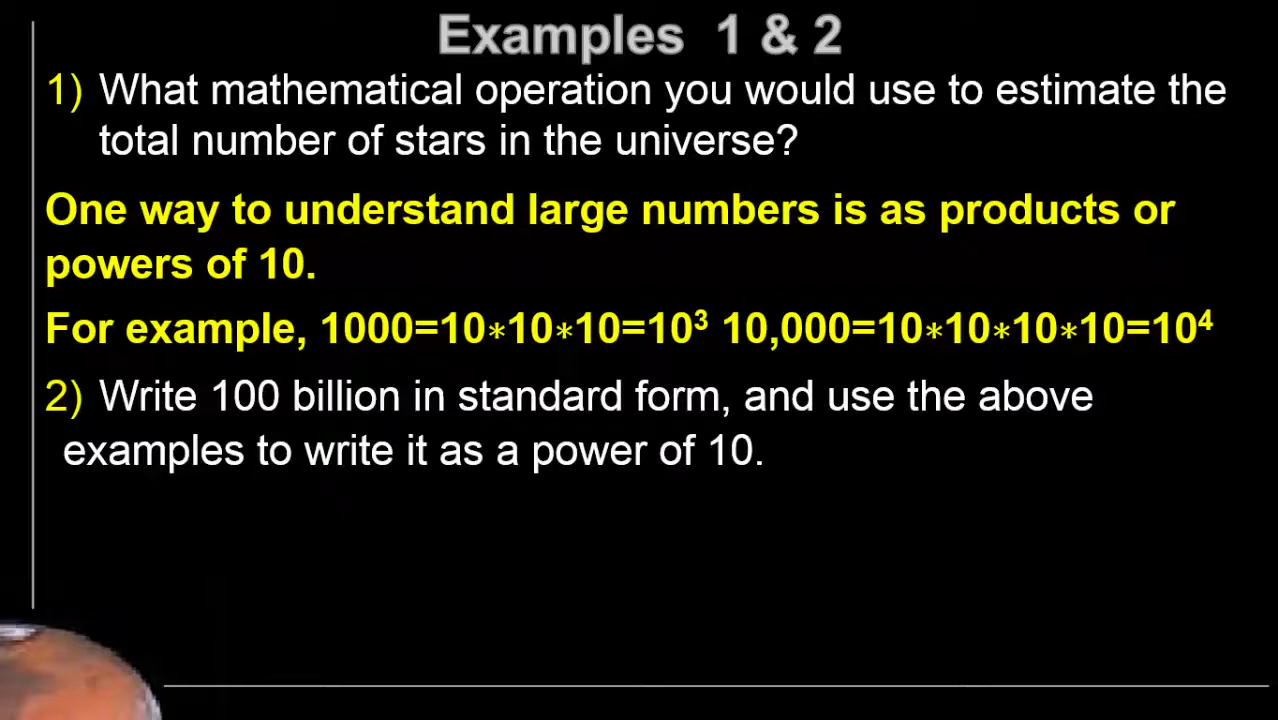 Examples 1 & 2
1) What mathematical operation you would use to estimate the
total number of stars in the universe?
One way to understand large numbers is as products or
powers of 10.
For example, 1000=10∗10∗10=10³ 10,000=10∗10∗10∗10=10⁴
2) Write 100 billion in standard form, and use the above
examples to write it as a power of 10.